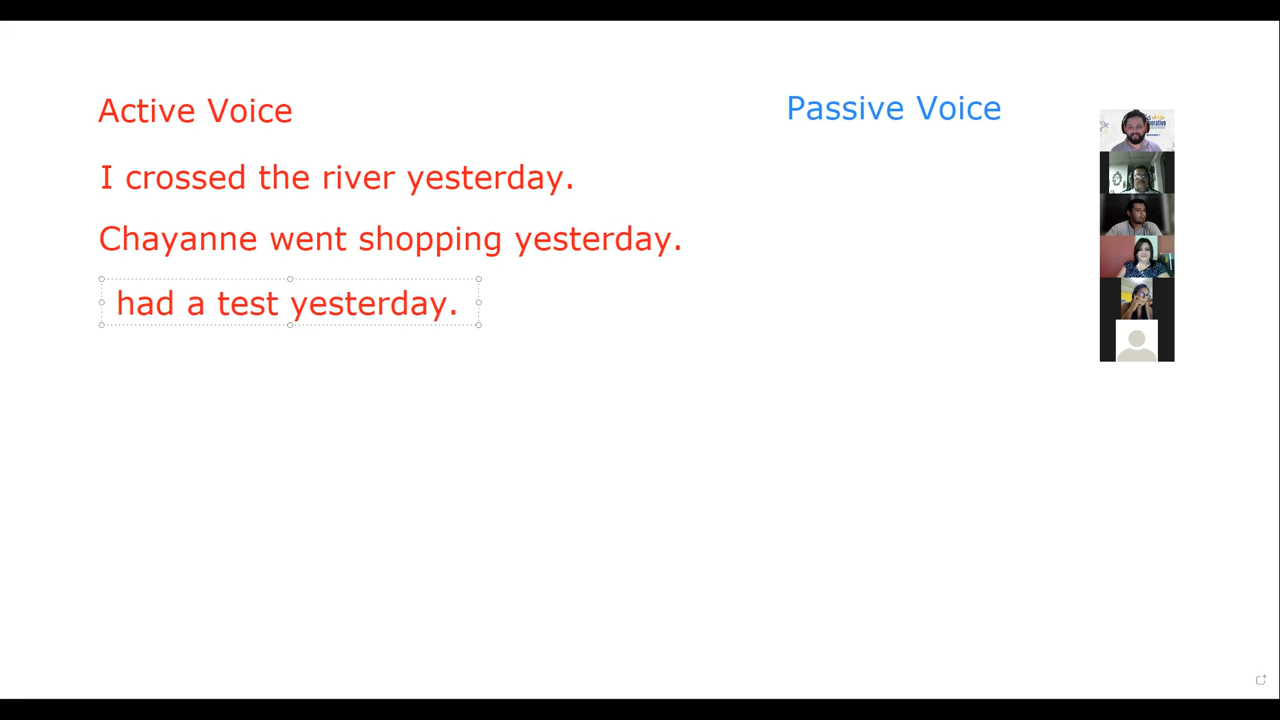 Active Voice
Passive Voice
I crossed the river yesterday.
Chayanne went shopping yesterday.
had a test yesterday.